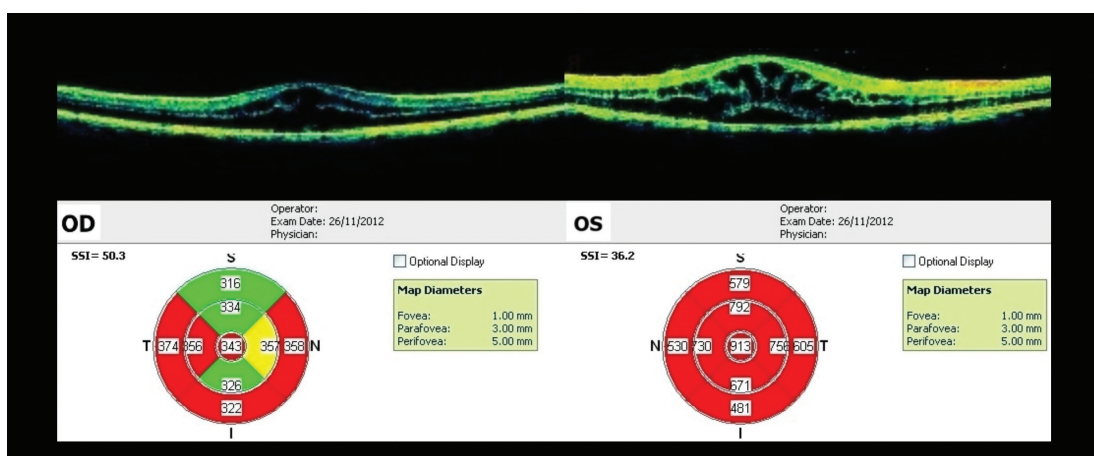 OD
Operator:
Exam Date: 26/11/2012
Physician:
SSI= 50.3
S
316
334
T 374 356 343 357 358 N
326
322
I
Optional Display
Map Diameters
Fovea: 1.00 mm
Parafovea: 3.00 mm
Perifovea: 5.00 mm
OS
Operator:
Exam Date: 26/11/2012
Physician:
SSI= 36.2
S
579
792
N 530 730 913 756 605 T
671
481
I
Optional Display
Map Diameters
Fovea: 1.00 mm
Parafovea: 3.00 mm
Perifovea: 5.00 mm